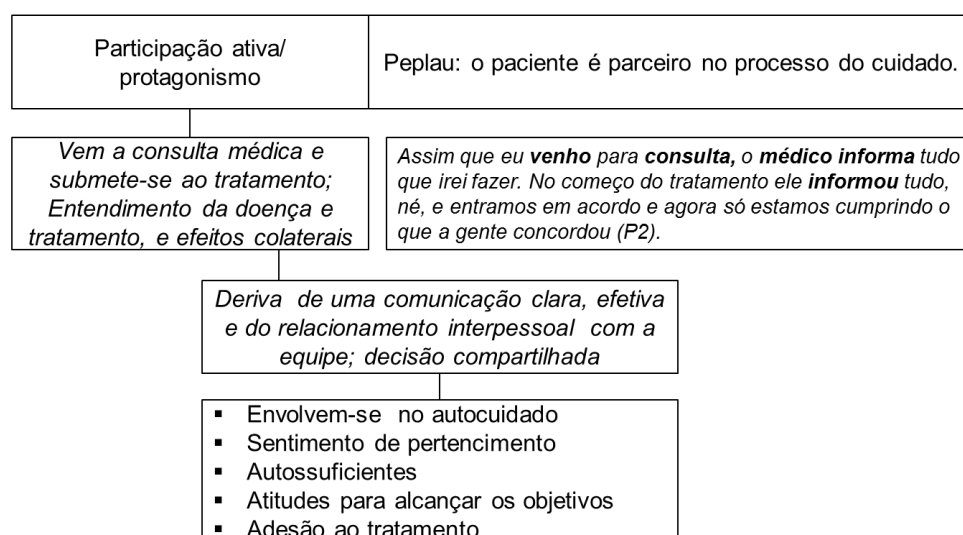 Participação ativa/
protagonismo
Peplau: o paciente é parceiro no processo do cuidado.
Vem a consulta médica e
submete-se ao tratamento;
Entendimento da doença e
tratamento, e efeitos colaterais
Assim que eu venho para consulta, o médico informa tudo
que irei fazer. No começo do tratamento ele informou tudo,
né, e entramos em acordo e agora só estamos cumprindo o
que a gente concordou (P2).
Deriva de uma comunicação clara, efetiva
e do relacionamento interpessoal com a
equipe; decisão compartilhada
▪ Envolvem-se no autocuidado
▪ Sentimento de pertencimento
▪ Autossuficientes
▪ Atitudes para alcançar os objetivos
▪ Adesão ao tratamento